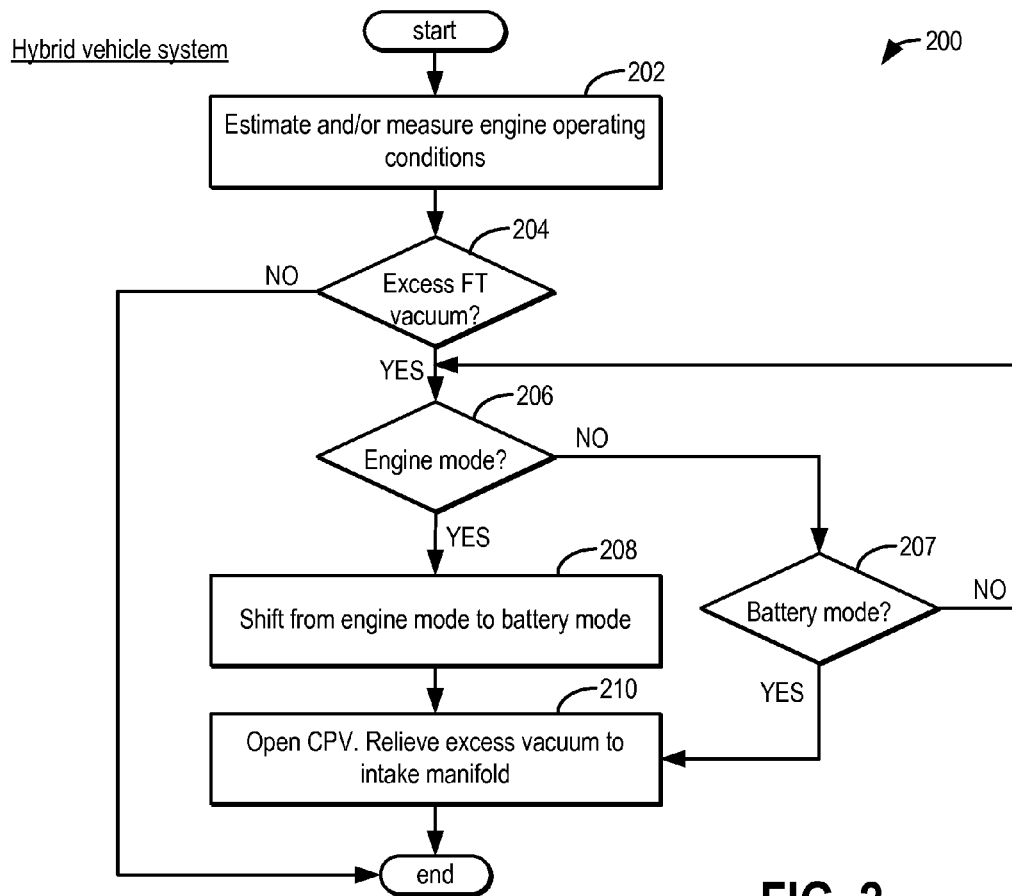 start
Hybrid vehicle system
200
202
Estimate and/or measure engine operating
conditions
204
NO
Excess FT
vacuum?
YES
206
NO
Engine mode?
YES
207
208
NO
Battery mode?
Shift from engine mode to battery mode
YES
210
Open CPV. Relieve excess vacuum to
intake manifold
end